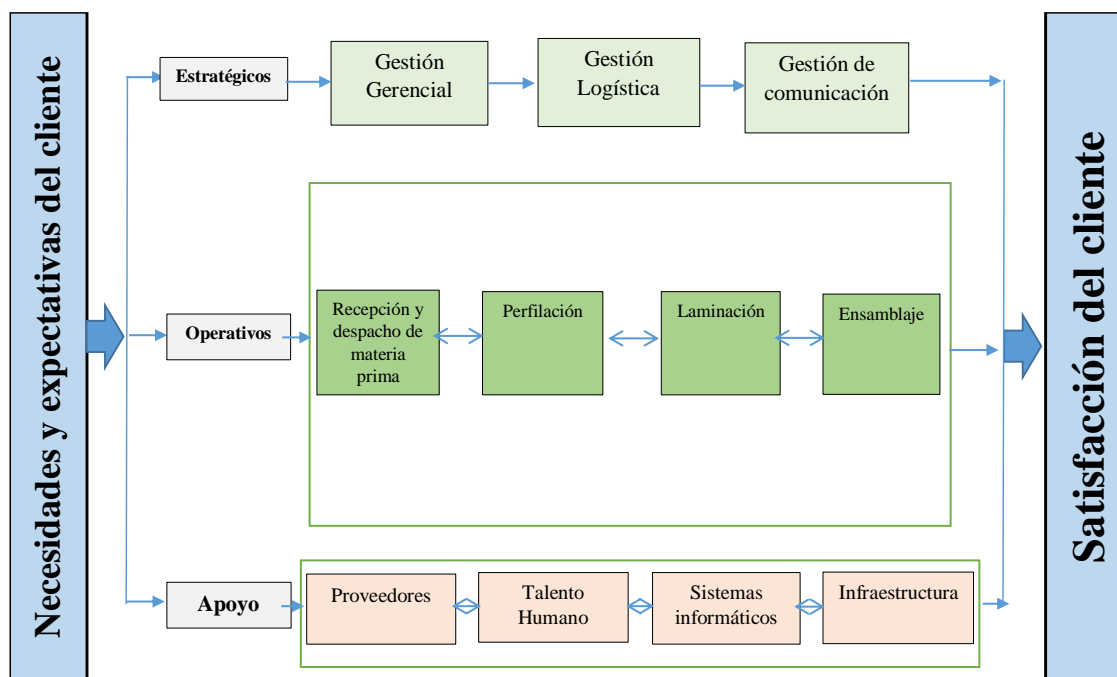 Necesidades y expectativas del cliente
Estratégicos
Gestión
Gerencial
Gestión
Logística
Gestión de
comunicación
Operativos
Recepción y
despacho de
materia
prima
Perfilación
Laminación
Ensamblaje
Apoyo
Proveedores
Talento
Humano
Sistemas
informáticos
Infraestructura
Satisfacción del cliente